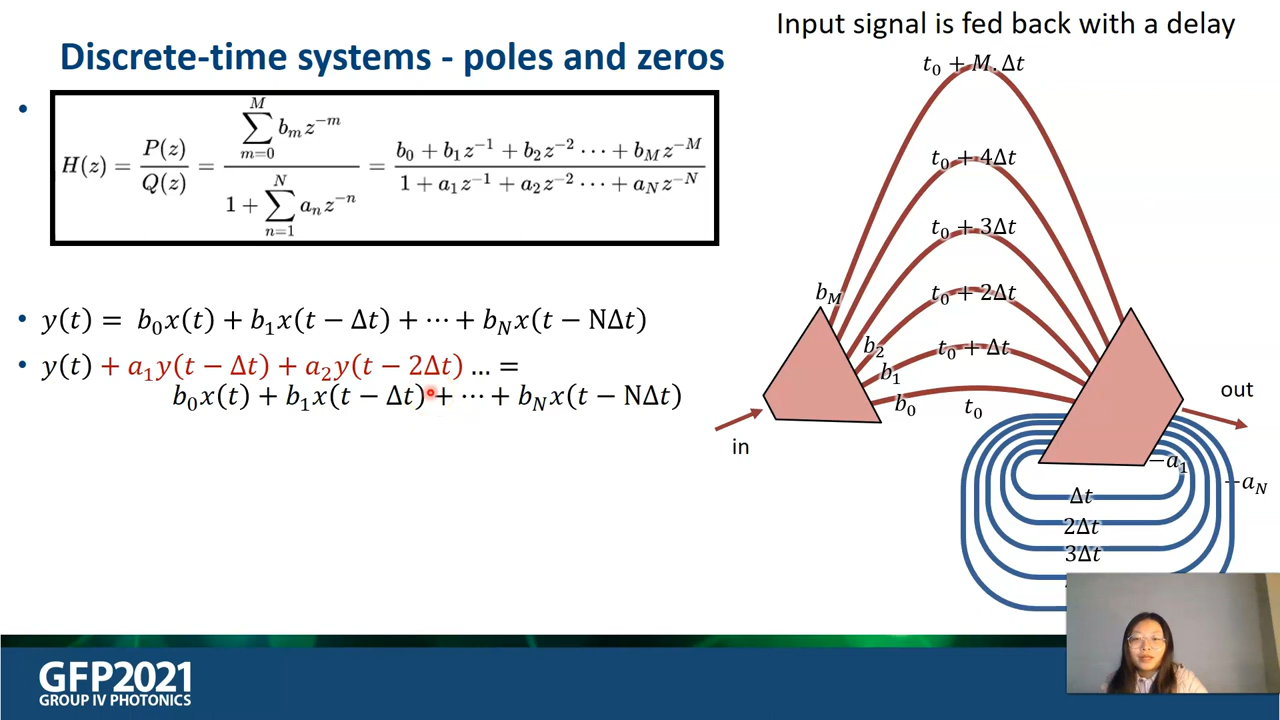 Input signal is fed back with a delay
Discrete-time systems - poles and zeros
• H(z) = P(z)/Q(z) = ∑_{m=0}^{M} b_m z^{-m} / (1 + ∑_{n=1}^{N} a_n z^{-n}) = (b_0 + b_1 z^{-1} + b_2 z^{-2} ··· + b_M z^{-M}) / (1 + a_1 z^{-1} + a_2 z^{-2} ··· + a_N z^{-N})
• y(t) = b_0 x(t) + b_1 x(t − Δt) + ⋯ + b_N x(t − NΔt)
• y(t) + a_1 y(t − Δt) + a_2 y(t − 2Δt) ... =
b_0 x(t) + b_1 x(t − Δt) + ⋯ + b_N x(t − NΔt)
t_0 + M.Δt
t_0 + 4Δt
t_0 + 3Δt
t_0 + 2Δt
t_0 + Δt
t_0
b_M
b_2
b_1
b_0
in
out
−a_1
−a_N
Δt
2Δt
3Δt
GFP2021
GROUP IV PHOTONICS